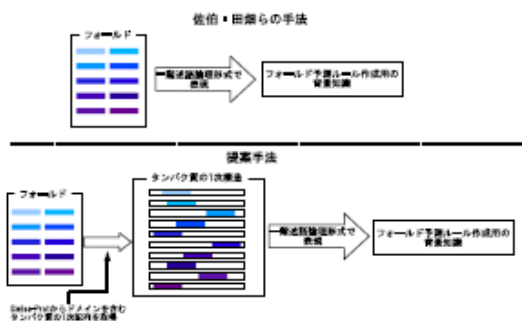 佐伯・田畑らの手法
フォールド
一階述語論理形式で
表現
フォールド予測ルール作成用の
背景知識
提案手法
フォールド
タンパク質の1次構造
一階述語論理形式で
表現
フォールド予測ルール作成用の
背景知識
Swiss-Protからドメインを含む
タンパク質の1次配列を取得